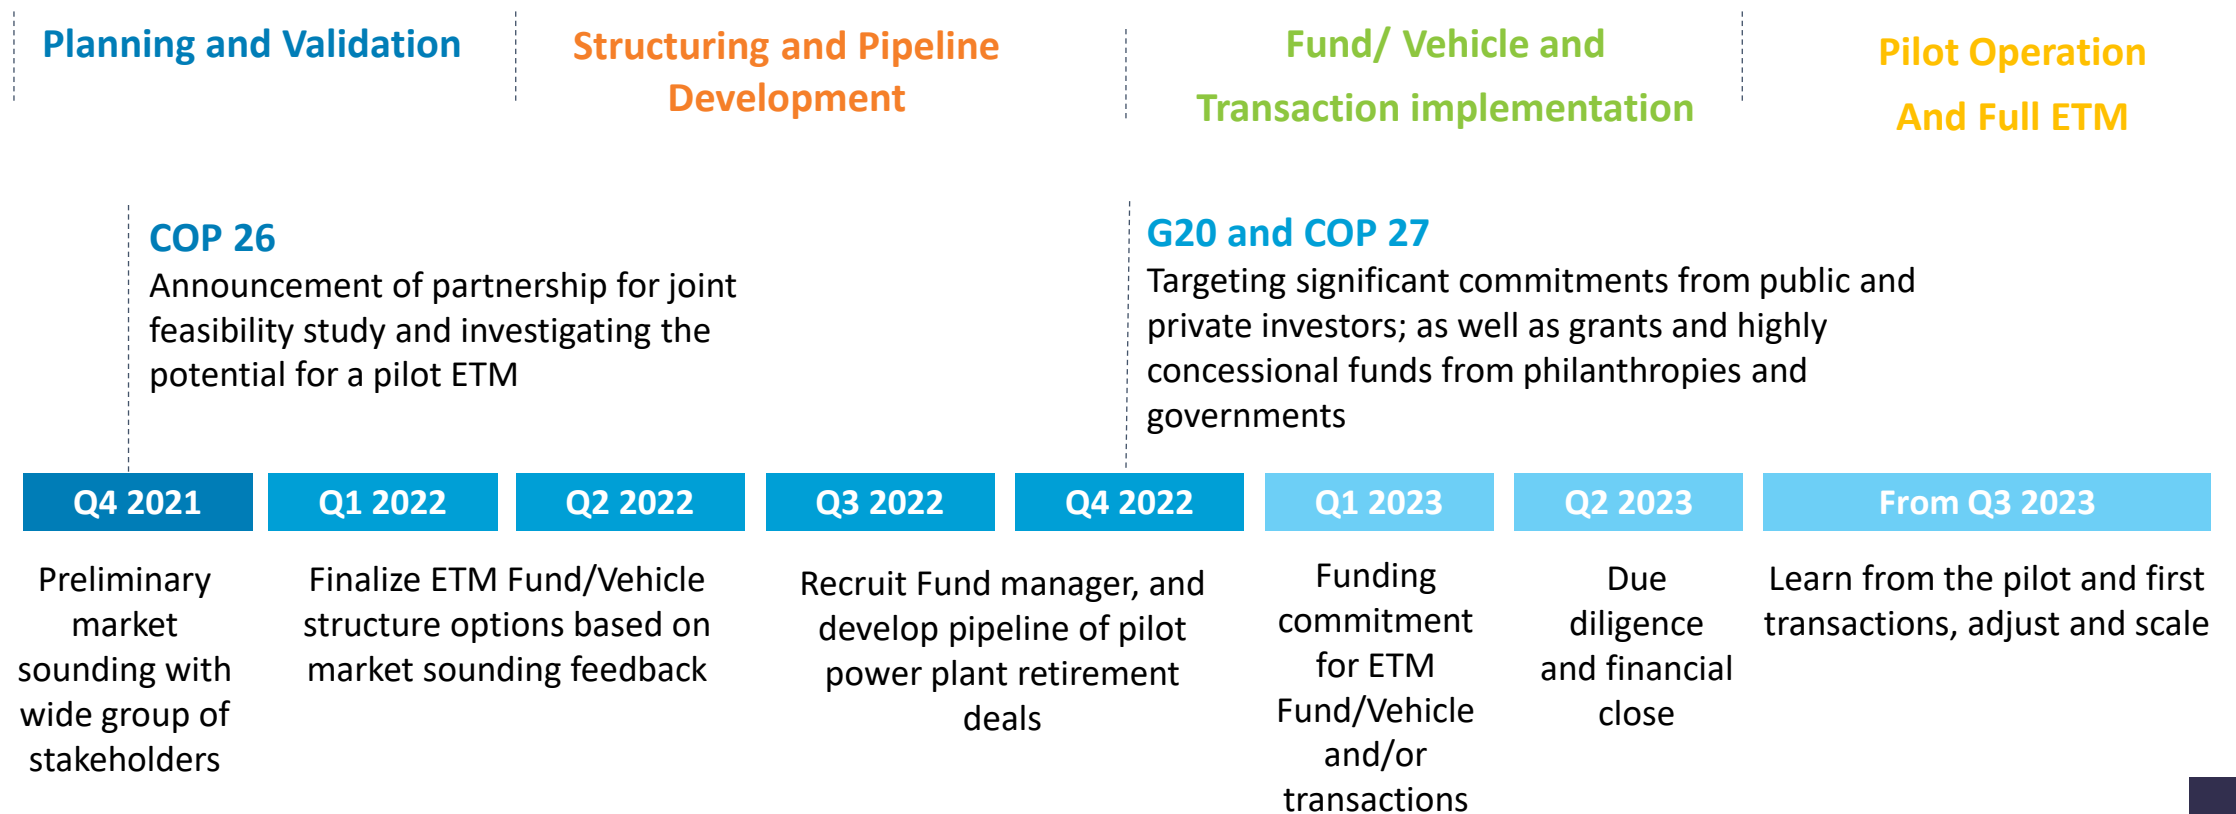 Planning and Validation
Structuring and Pipeline
Development
Fund/ Vehicle and
Transaction implementation
Pilot Operation
And Full ETM
COP 26
Announcement of partnership for joint
feasibility study and investigating the
potential for a pilot ETM
G20 and COP 27
Targeting significant commitments from public and
private investors; as well as grants and highly
concessional funds from philanthropies and
governments
Q4 2021
Q1 2022
Q2 2022
Q3 2022
Q4 2022
Q1 2023
Q2 2023
From Q3 2023
Preliminary
market
sounding with
wide group of
stakeholders
Finalize ETM Fund/Vehicle
structure options based on
market sounding feedback
Recruit Fund manager, and
develop pipeline of pilot
power plant retirement
deals
Funding
commitment
for ETM
Fund/Vehicle
and/or
transactions
Due
diligence
and financial
close
Learn from the pilot and first
transactions, adjust and scale